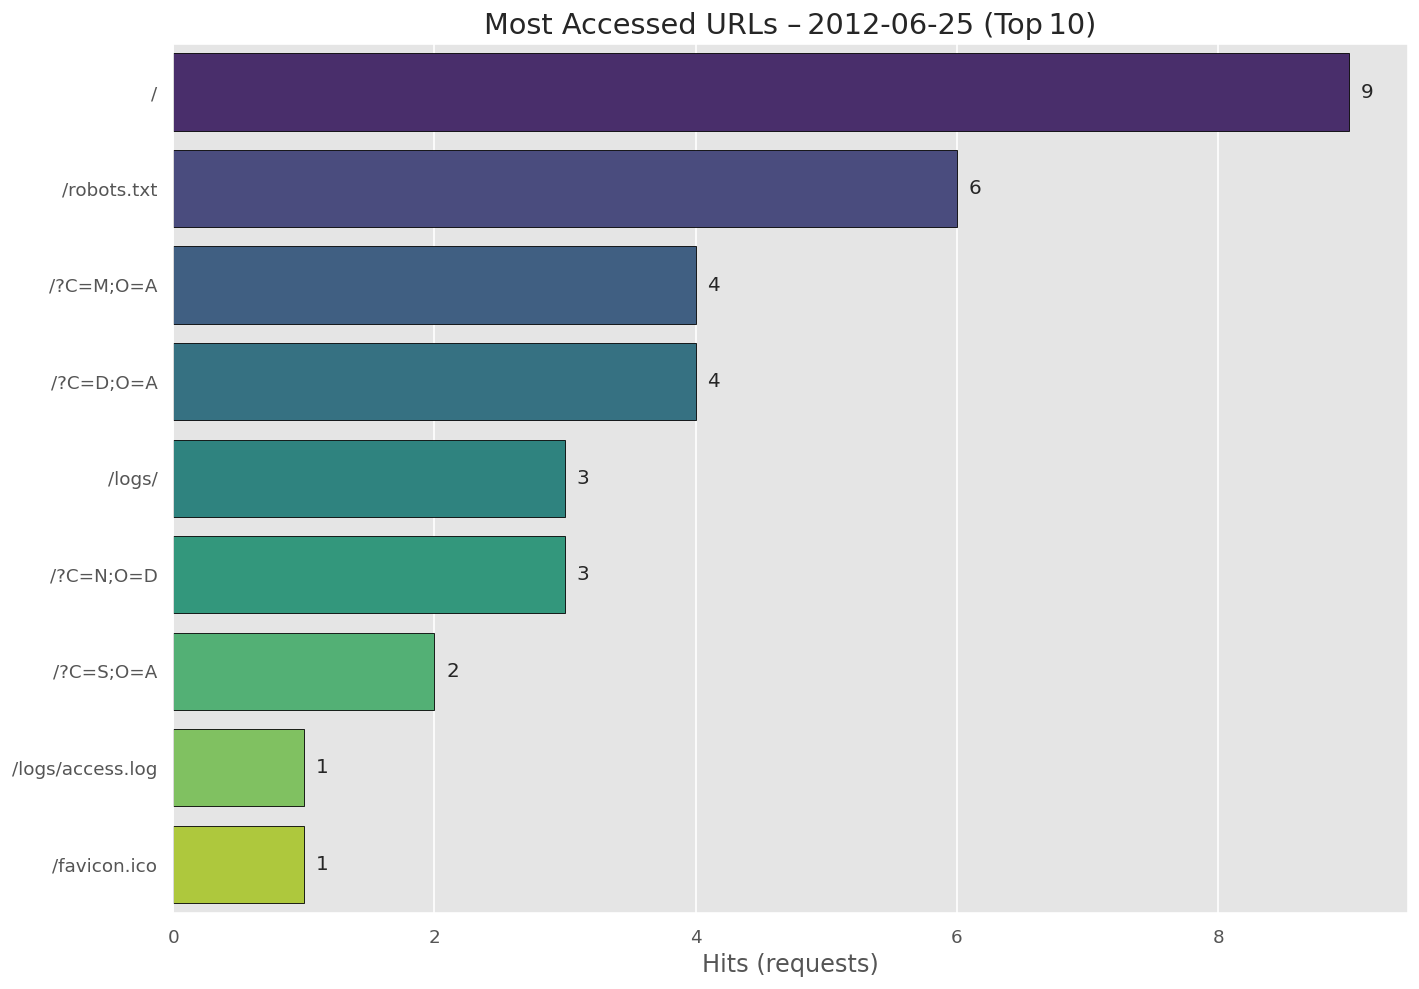 Most Accessed URLs – 2012-06-25 (Top 10)
/
9
/robots.txt
6
/?C=M;O=A
4
/?C=D;O=A
4
/logs/
3
/?C=N;O=D
3
/?C=S;O=A
2
/logs/access.log
1
/favicon.ico
1
0 2 4 6 8
Hits (requests)